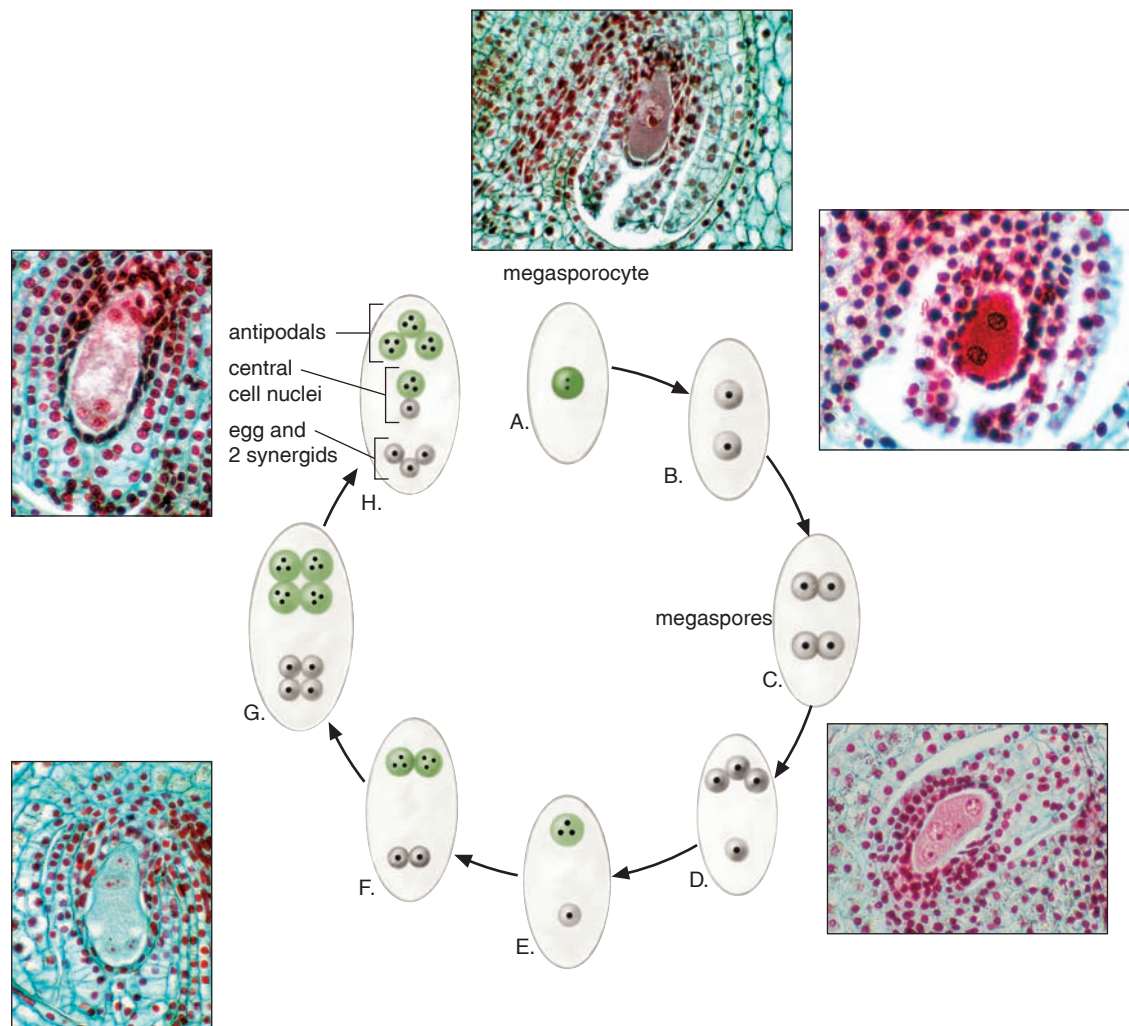 megasporocyte
antipodals
central
cell nuclei
egg and
2 synergids
A.
B.
H.
megaspores
C.
G.
D.
F.
E.